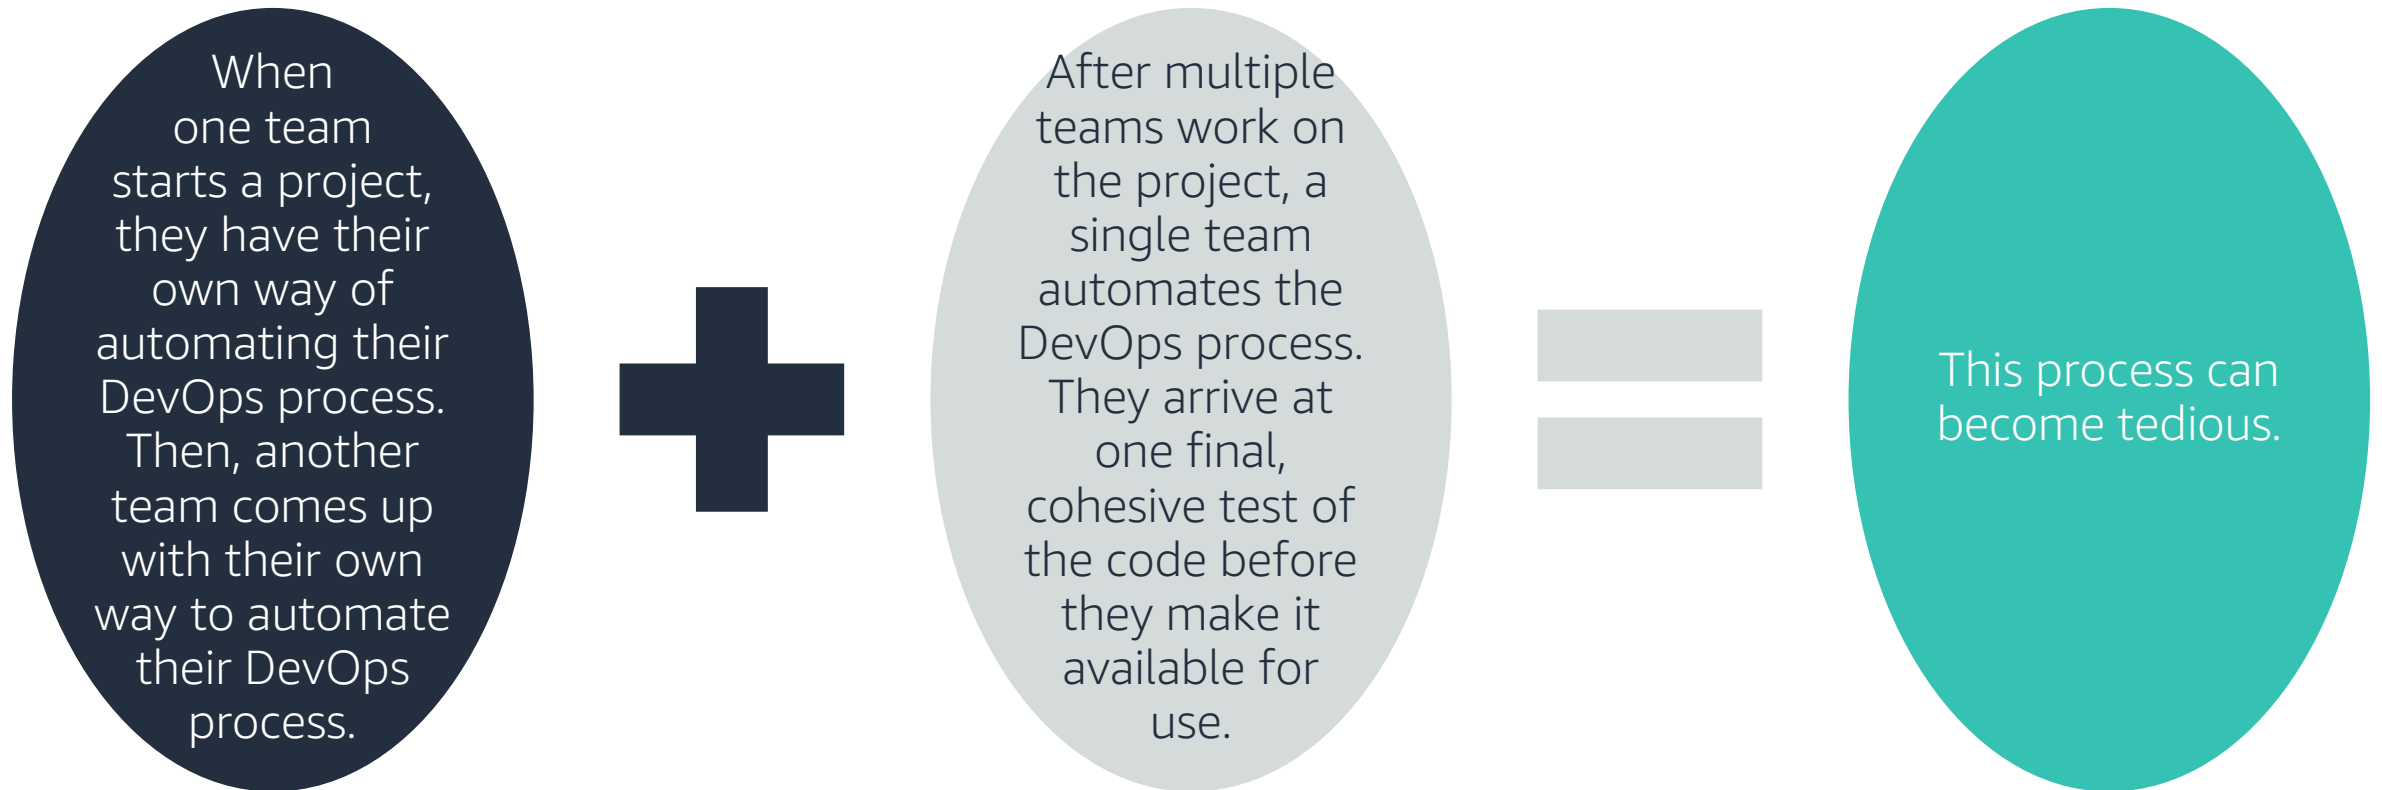 When
one team
starts a project,
they have their
own way of
automating their
DevOps process.
Then, another
team comes up
with their own
way to automate
their DevOps
process.
After multiple
teams work on
the project, a
single team
automates the
DevOps process.
They arrive at
one final,
cohesive test of
the code before
they make it
available for
use.
This process can
become tedious.